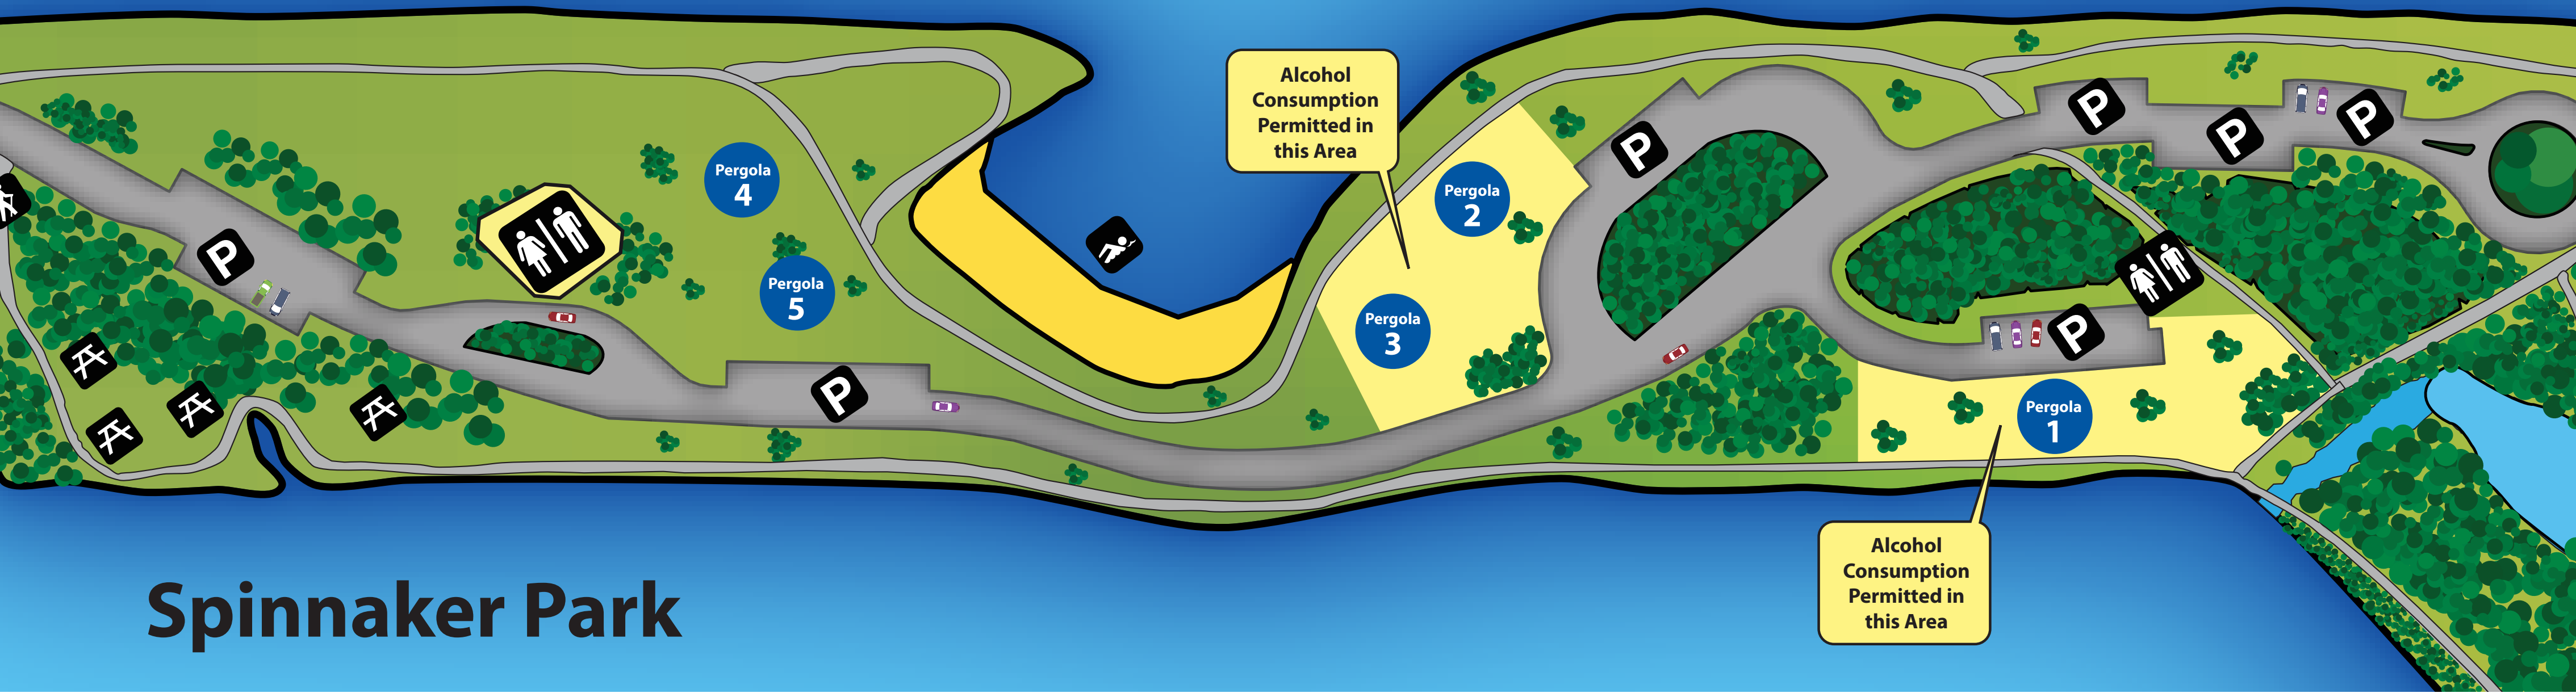 Alcohol
Consumption
Permitted in
this Area
Pergola
4
Pergola
2
Pergola
5
Pergola
3
Pergola
1
P
P
P
P
P
P
P
Alcohol
Consumption
Permitted in
this Area
Spinnaker Park